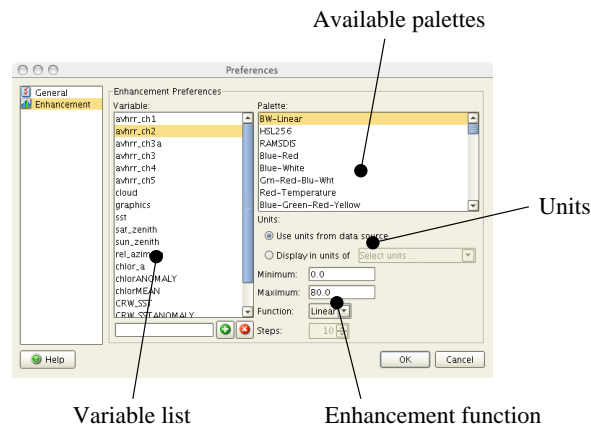 Available palettes
Preferences
General
Enhancement
Enhancement Preferences
Variable:
avhrr_ch1
avhrr_ch2
avhrr_ch3a
avhrr_ch3
avhrr_ch4
avhrr_ch5
cloud
graphics
sst
sat_zenith
sun_zenith
rel_azim
chlor_a
chlorANOMALY
chlorMEAN
CRW_SST
CRW_SSTANOMALY
Palette:
BW-Linear
HSL256
RAMSDIS
Blue-Red
Blue-White
Grn-Red-Blu-Wht
Red-Temperature
Blue-Green-Red-Yellow
Units:
Use units from data source
Display in units of Select units ...
Minimum: 0.0
Maximum: 80.0
Function: Linear
Steps: 10
Help
OK
Cancel
Units
Variable list
Enhancement function